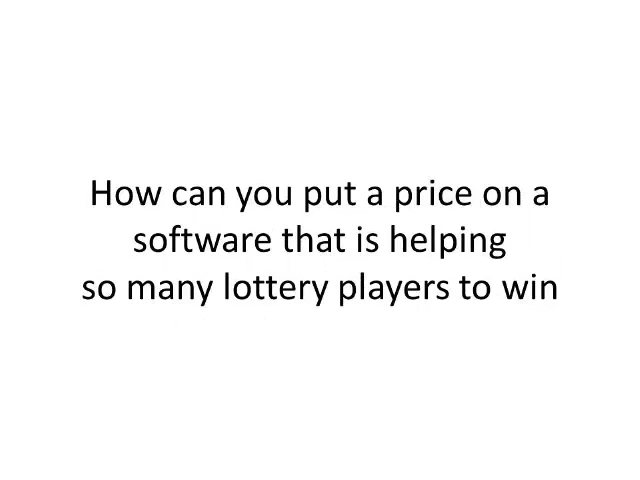 How can you put a price on a
software that is helping
so many lottery players to win